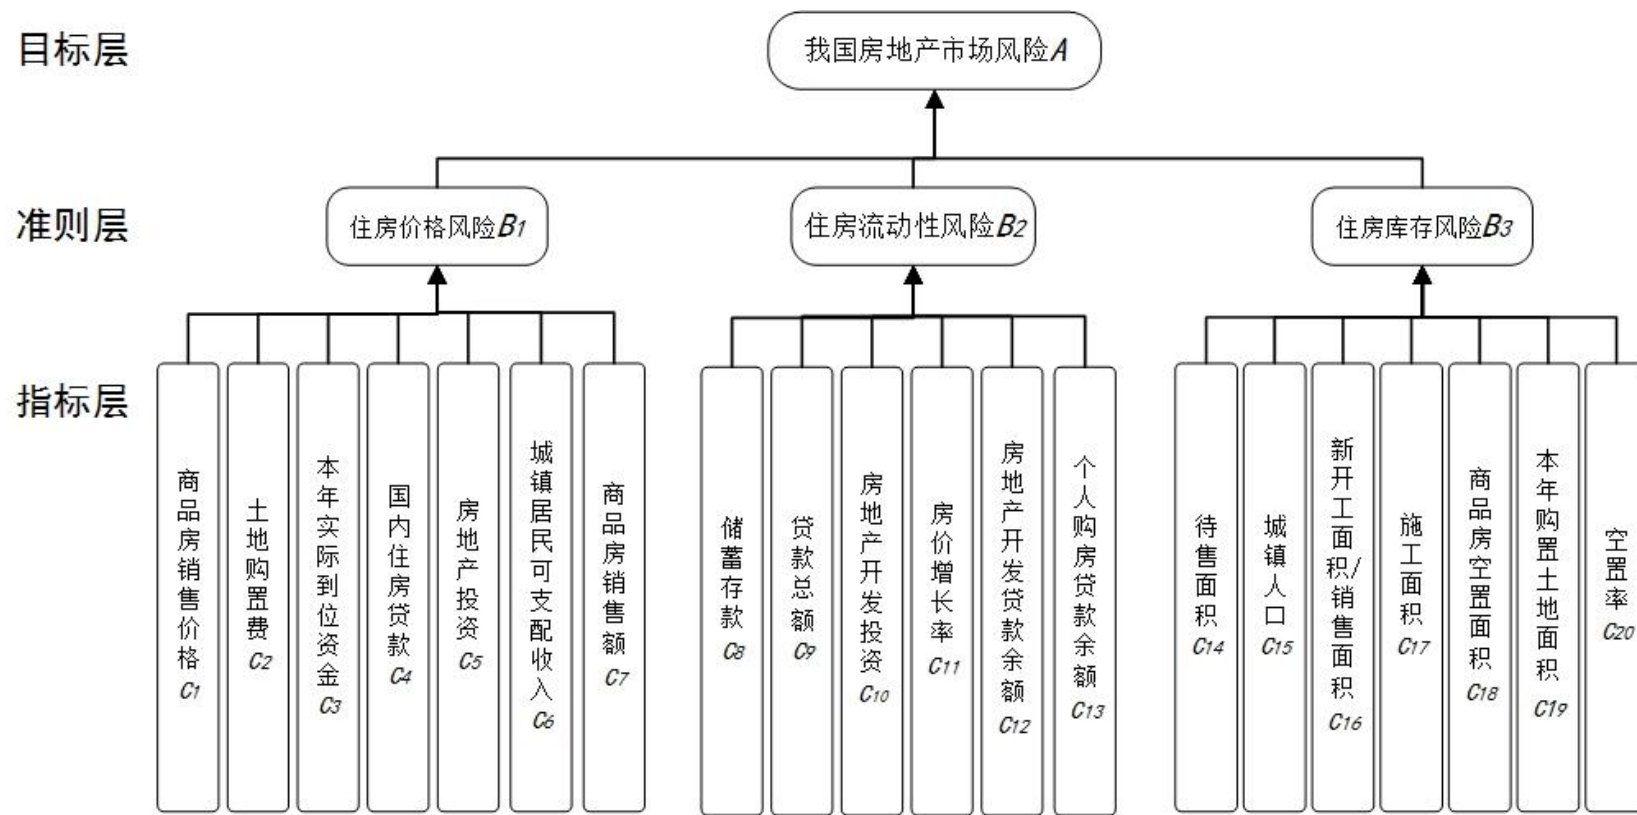 目标层
我国房地产市场风险A
准则层
住房价格风险B1
住房流动性风险B2
住房库存风险B3
指标层
商品房销售价格C1
土地购置费C2
本年实际到位资金C3
国内住房贷款C4
房地产投资C5
城镇居民可支配收入C6
商品房销售额C7
储蓄存款C8
贷款总额C9
房地产开发投资C10
房价增长率C11
房地产开发贷款余额C12
个人购房贷款余额C13
待售面积C14
城镇人口C15
新开工面积/销售面积C16
施工面积C17
商品房空置面积C18
本年购置土地面积C19
空置率C20